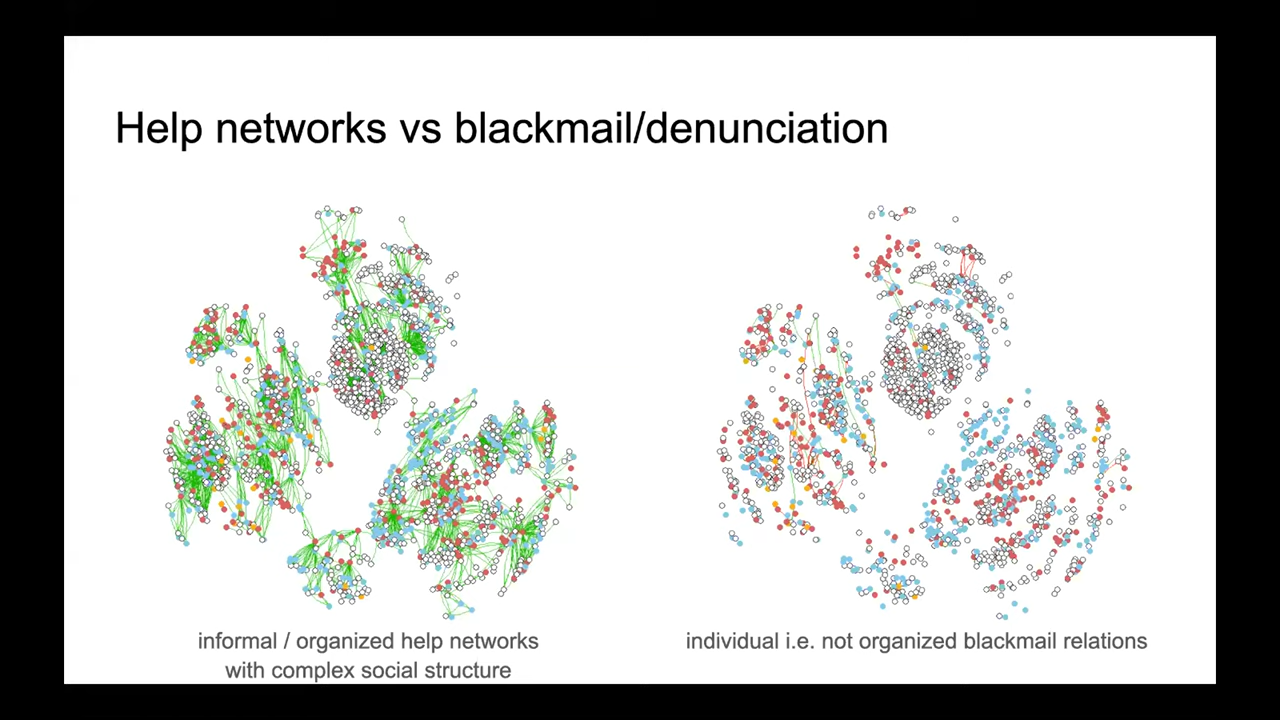 Help networks vs blackmail/denunciation
informal / organized help networks
with complex social structure
individual i.e. not organized blackmail relations